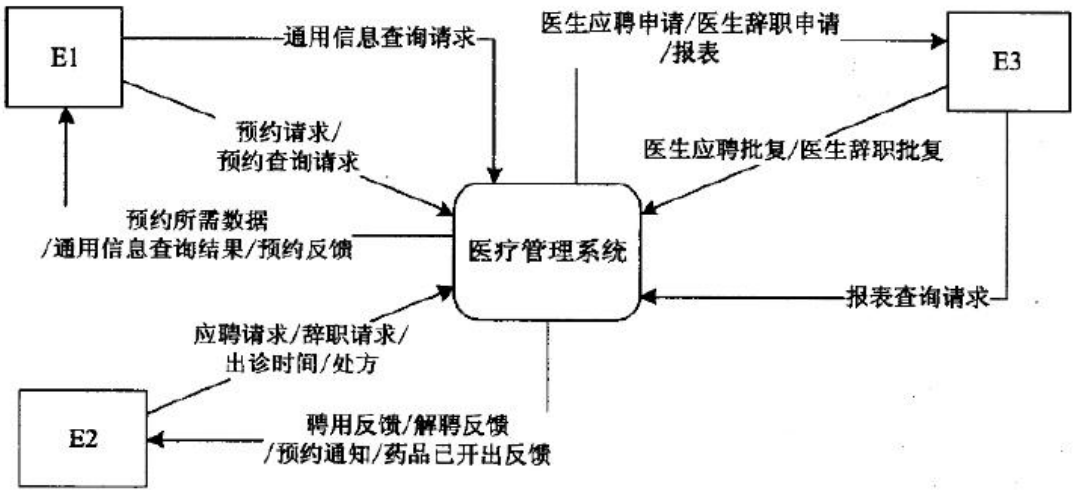 E1
通用信息查询请求
医生应聘申请/医生辞职申请
/报表
E3
预约请求/
预约查询请求
医生应聘批复/医生辞职批复
预约所需数据
/通用信息查询结果/预约反馈
医疗管理系统
报表查询请求
应聘请求/辞职请求/
出诊时间/处方
E2
聘用反馈/解聘反馈
/预约通知/药品已开出反馈